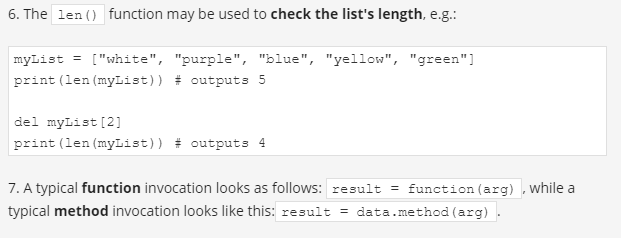 6. The len() function may be used to check the list's length, e.g.:
myList = ["white", "purple", "blue", "yellow", "green"]
print(len(myList)) # outputs 5
del myList[2]
print(len(myList)) # outputs 4
7. A typical function invocation looks as follows: result = function(arg) , while a
typical method invocation looks like this: result = data.method(arg) .